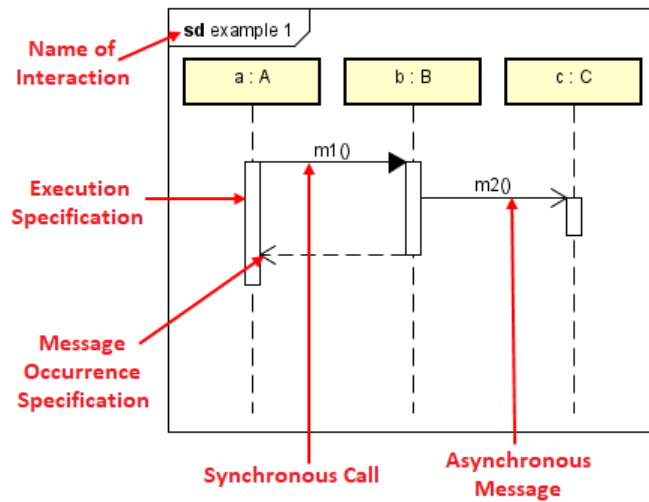 sd example 1
Name of
Interaction
a : A
b : B
c : C
m1()
m2()
Execution
Specification
Message
Occurrence
Specification
Synchronous Call
Asynchronous
Message